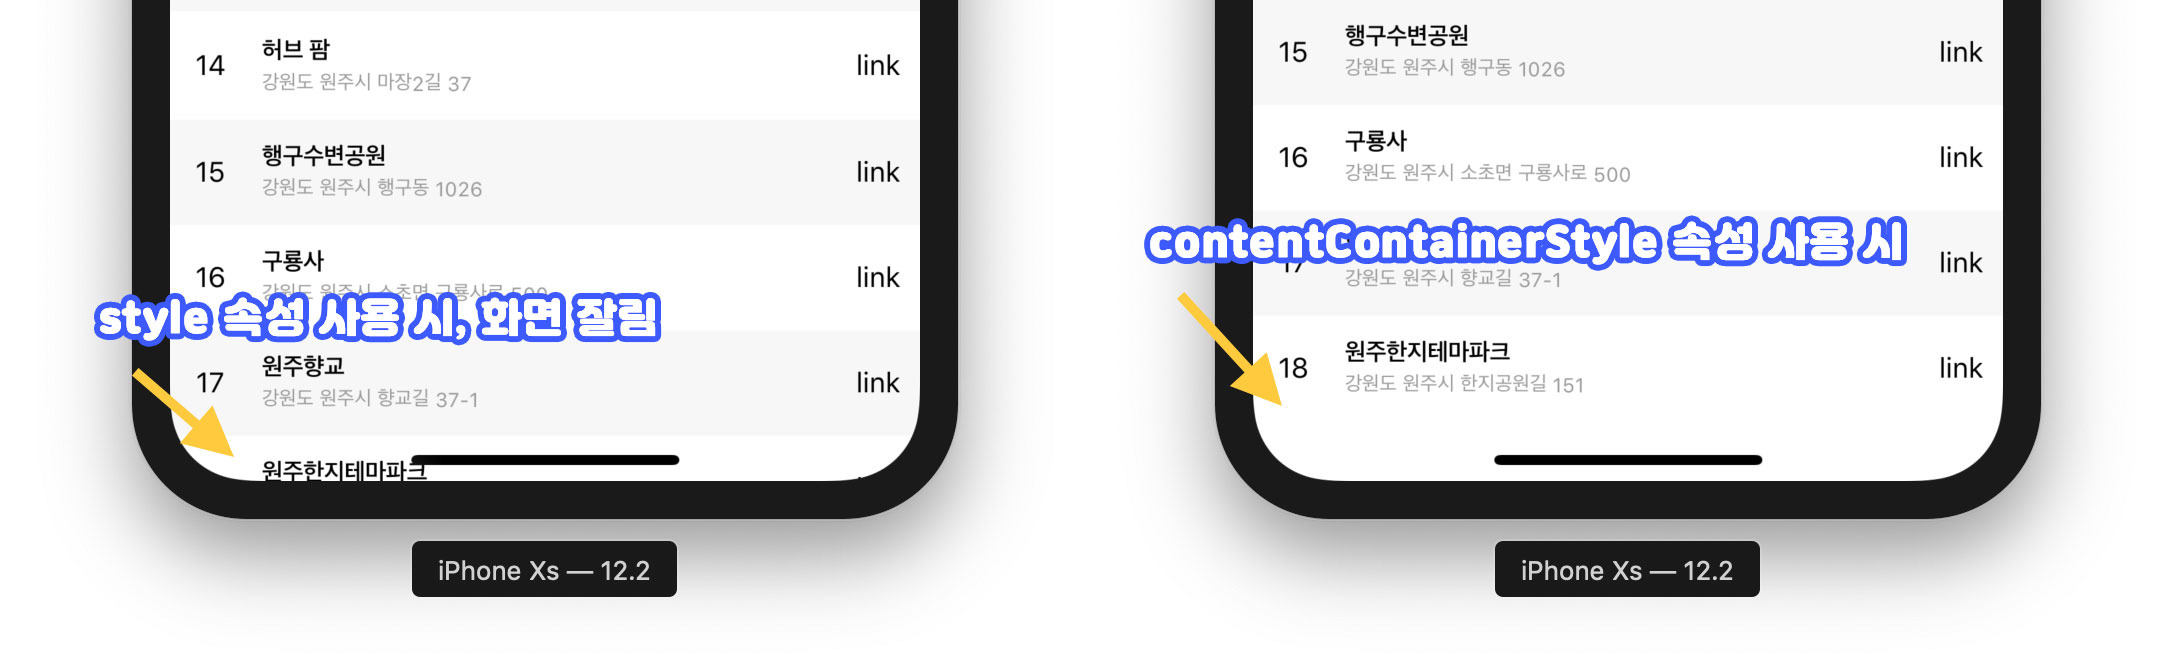 14
허브 팜
강원도 원주시 마장2길 37
link
15
행구수변공원
강원도 원주시 행구동 1026
link
16
구룡사
강원도 원주시 소초면 구룡사로 500
link
style 속성 사용 시, 화면 잘림
17
원주향교
강원도 원주시 향교길 37-1
link
원주한지테마파크
iPhone Xs — 12.2
15
행구수변공원
강원도 원주시 행구동 1026
link
16
구룡사
강원도 원주시 소초면 구룡사로 500
link
contentContainerStyle 속성 사용 시
17
강원도 원주시 향교길 37-1
link
18
원주한지테마파크
강원도 원주시 한지공원길 151
link
iPhone Xs — 12.2